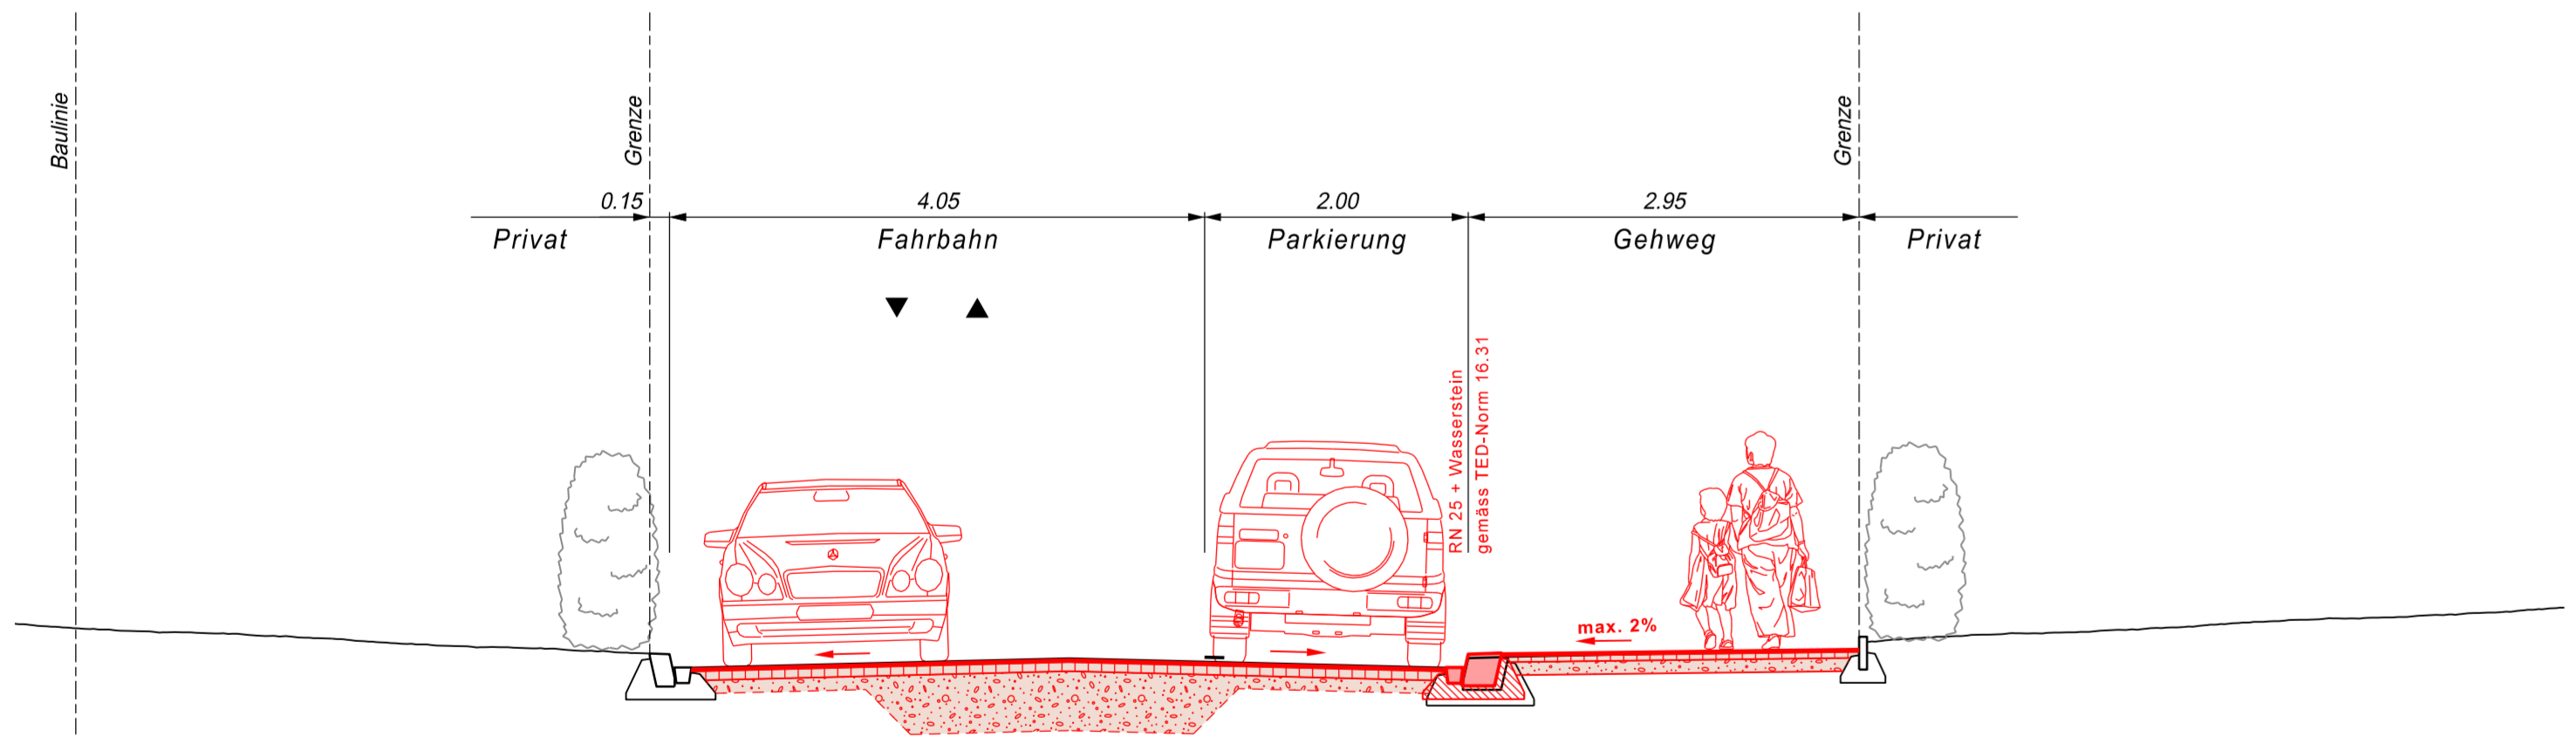 Baulinie
Grenze
Grenze
0.15
4.05
2.00
2.95
Privat
Fahrbahn
Parkierung
Gehweg
Privat
RN 25 + Wasserstein
gemäss TED-Norm 16.31
max. 2%